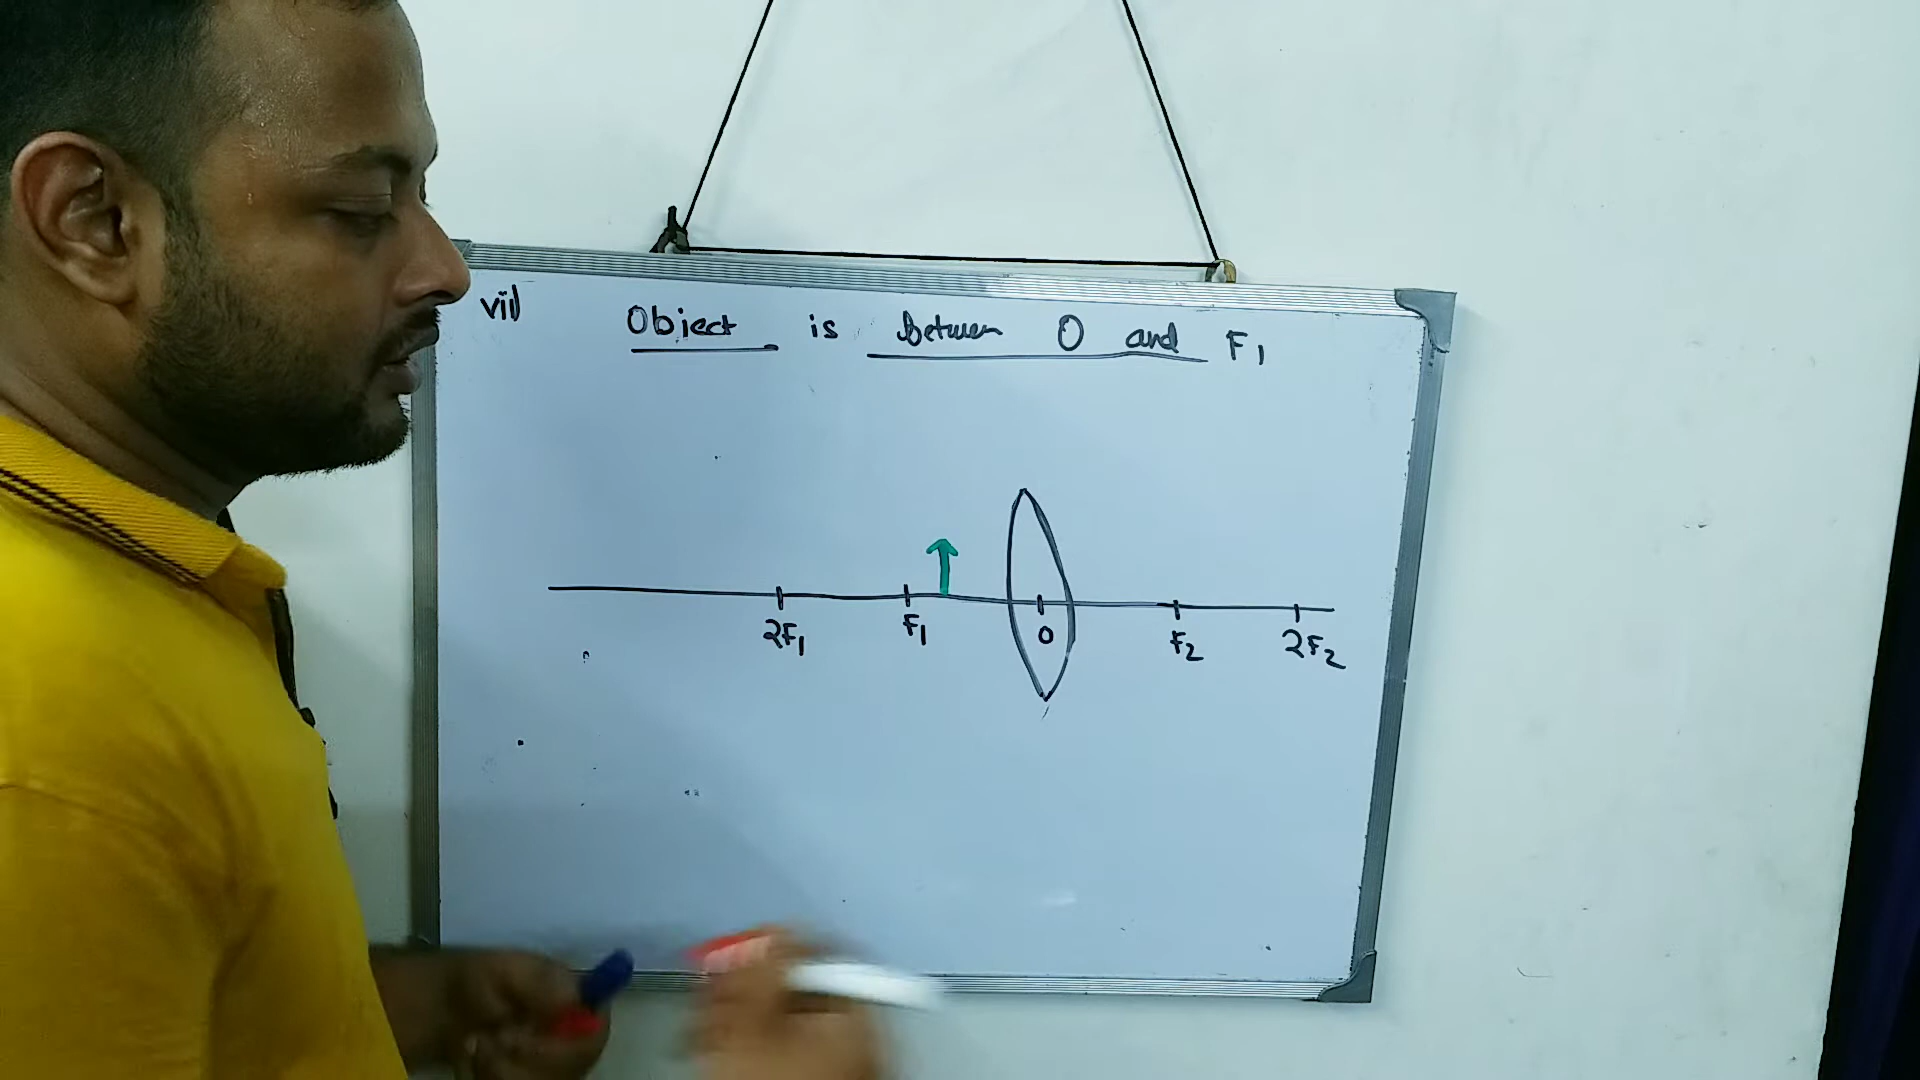 vii) Object is between O and F1
2F1 F1 O F2 2F2